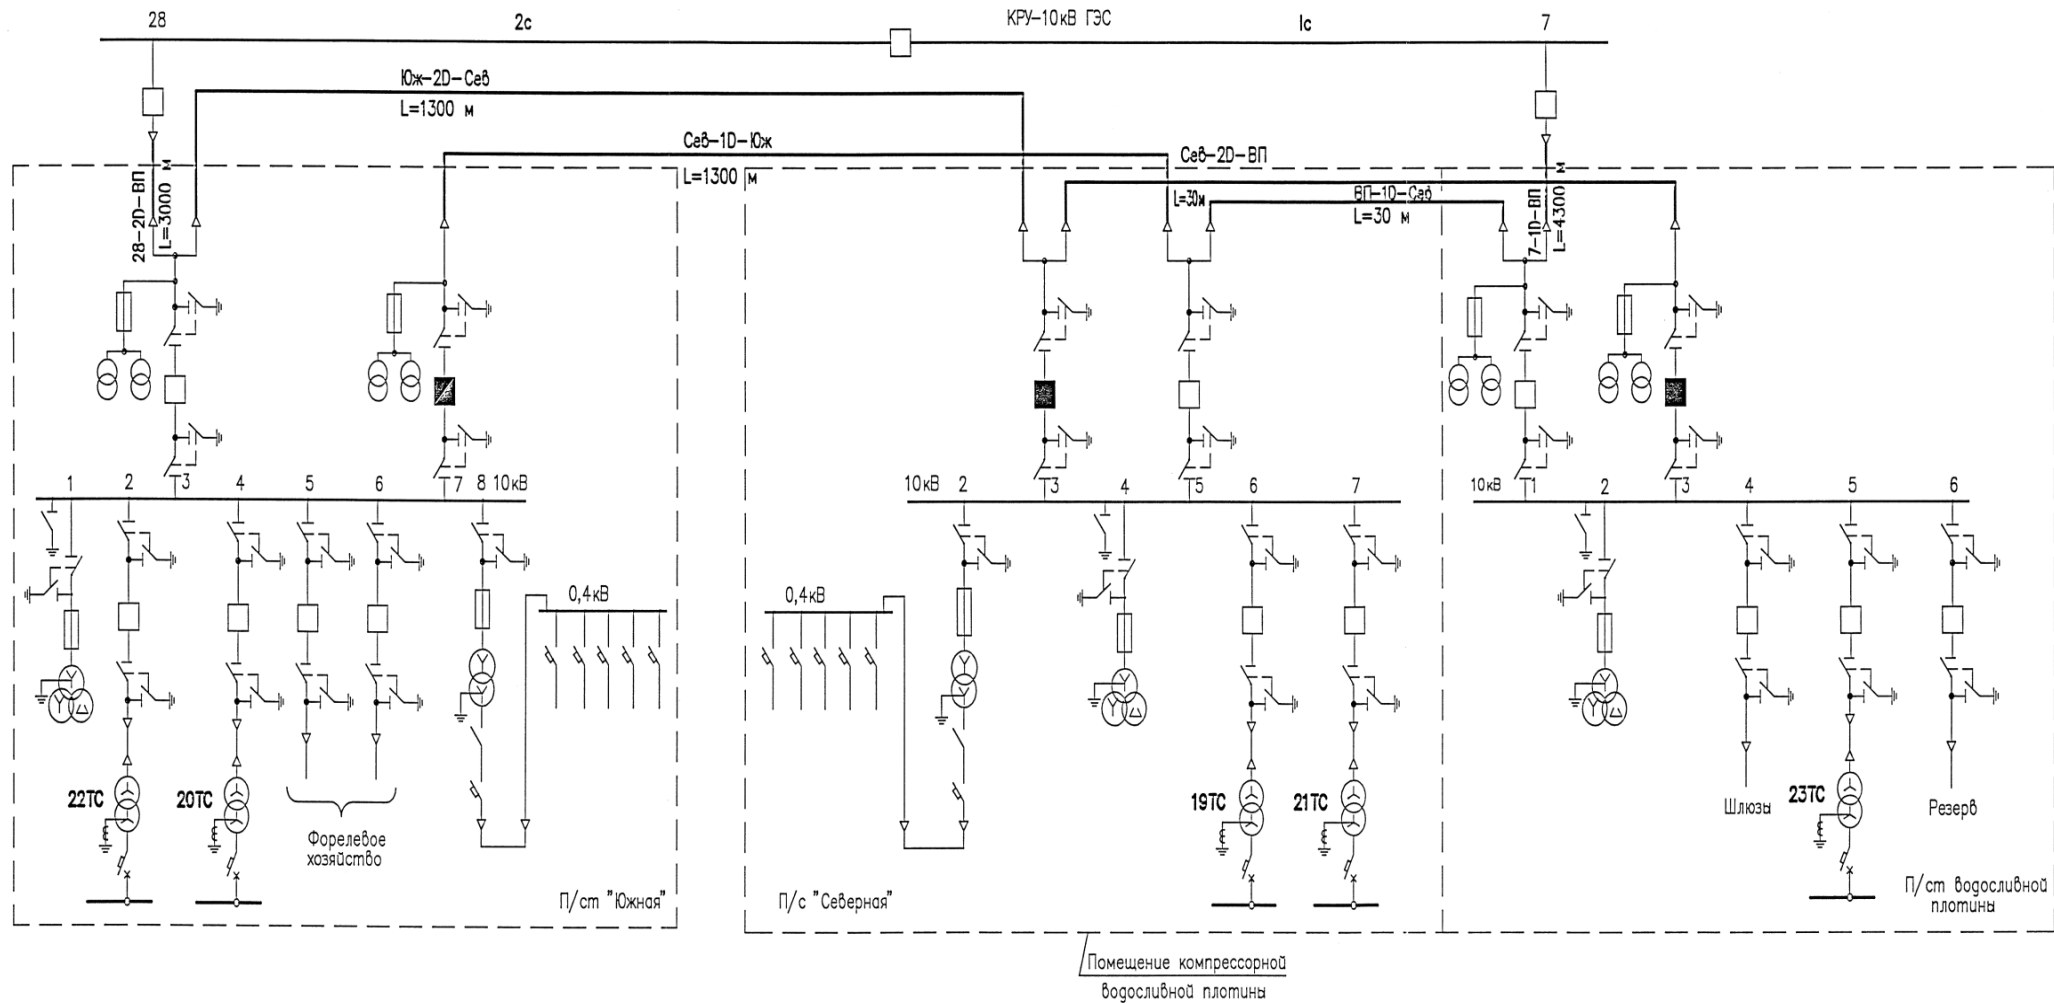 28
2с
КРУ-10кВ ГЭС
Iс
7
Юж-2D-Сев
L=1300 м
Сев-1D-Юж
L=1300 м
Сев-2D-ВП
L=30м
ВП-1D-Сев
L=30 м
28-2D-ВП
L=3000 м
7-1D-ВП
L=4300 м
1
2
3
4
5
6
7
8
10кВ
10кВ
2
3
4
5
6
7
10кВ
1
2
3
4
5
6
0,4кВ
0,4кВ
22ТС
20ТС
19ТС
21ТС
23ТС
Шлюзы
Резерв
Форелевое
хозяйство
П/ст "Южная"
П/с "Северная"
П/ст водосливной
плотины
Помещение компрессорной
водосливной плотины